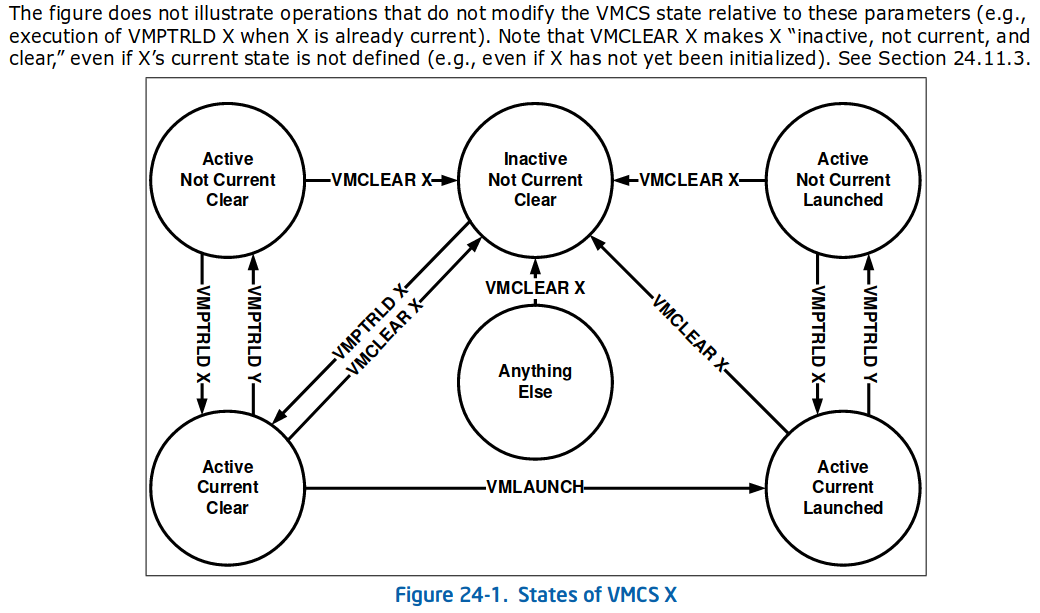 The figure does not illustrate operations that do not modify the VMCS state relative to these parameters (e.g.,
execution of VMPTRLD X when X is already current). Note that VMCLEAR X makes X “inactive, not current, and
clear,” even if X’s current state is not defined (e.g., even if X has not yet been initialized). See Section 24.11.3.
Active
Not Current
Clear
VMCLEAR X
Inactive
Not Current
Clear
VMCLEAR X
Active
Not Current
Launched
VMPTRLD X
VMPTRLD Y
VMPTRLD X
VMCLEAR X
VMCLEAR X
Anything
Else
VMCLEAR X
VMPTRLD X
VMPTRLD Y
Active
Current
Clear
VMLAUNCH
Active
Current
Launched
Figure 24-1. States of VMCS X